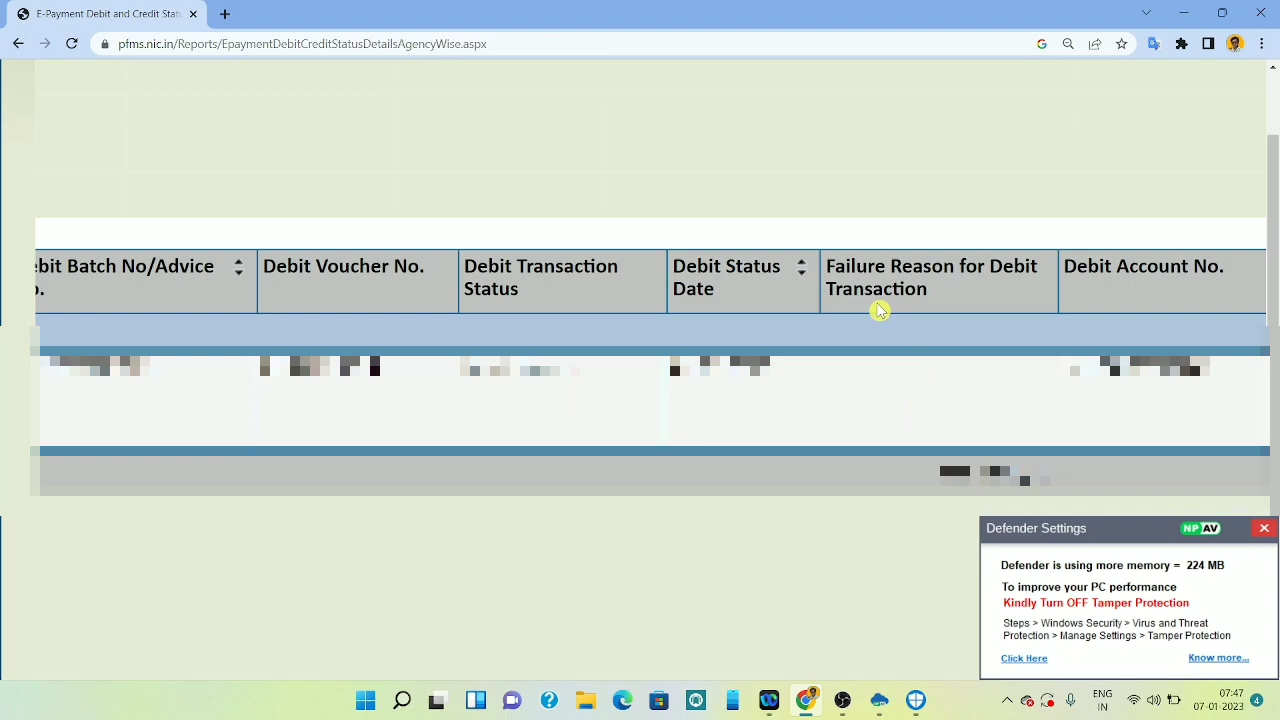 E-Payment Debit and Credit Stat
pfms.nic.in/Reports/EpaymentDebitCreditStatusDetailsAgencyWise.aspx
ebit Batch No/Advice
o.
Debit Voucher No.
Debit Transaction
Status
Debit Status
Date
Failure Reason for Debit
Transaction
Debit Account No.
Defender Settings
NP AV
Defender is using more memory = 224 MB
To improve your PC performance
Kindly Turn OFF Tamper Protection
Steps > Windows Security > Virus and Threat
Protection > Manage Settings > Tamper Protection
Click Here
Know more...
ENG
IN
07:47
07-01-2023
4